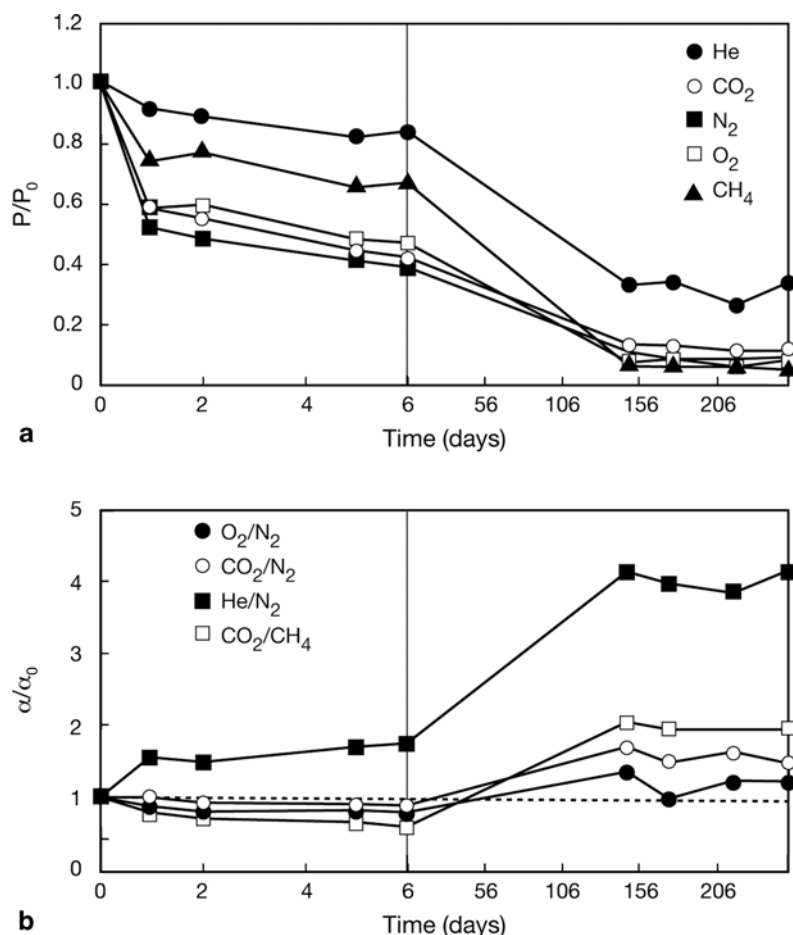 1.2
1.0
0.8
0.6
0.4
0.2
0
P/P₀
He
CO₂
N₂
O₂
CH₄
0 2 4 6 56 106 156 206
Time (days)
a
5
4
3
2
1
0
α/α₀
O₂/N₂
CO₂/N₂
He/N₂
CO₂/CH₄
0 2 4 6 56 106 156 206
Time (days)
b